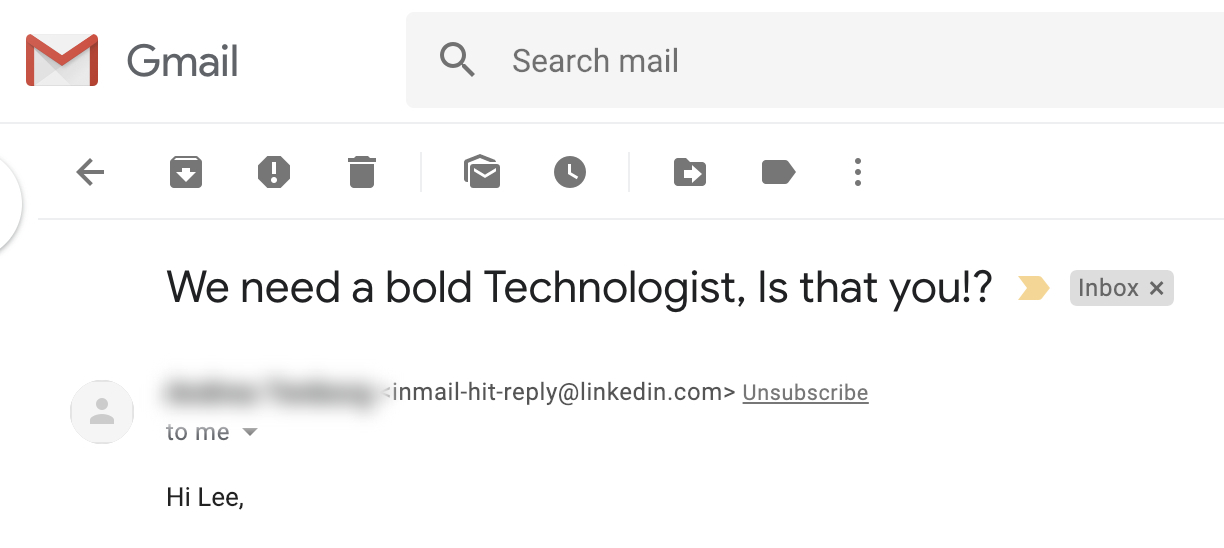 Gmail
Search mail
We need a bold Technologist, Is that you!? Inbox ×
<inmail-hit-reply@linkedin.com> Unsubscribe
to me
Hi Lee,